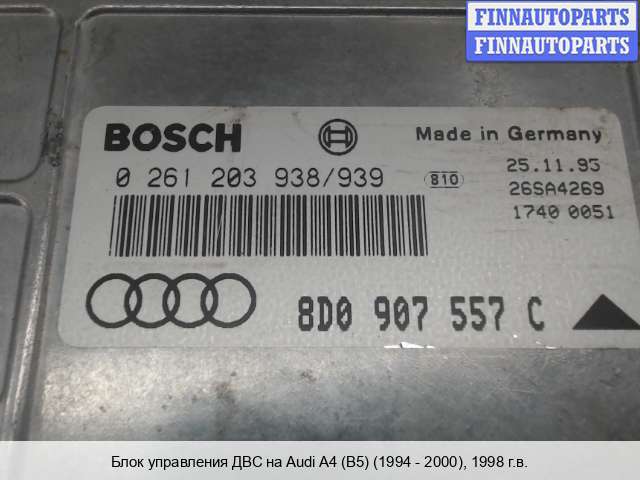 FINNAUTOPARTS
FINNAUTOPARTS
BOSCH
Made in Germany
0 261 203 938/939
810
25.11.95
26SA4269
1740 0051
8D0 907 557 C
Блок управления ДВС на Audi A4 (B5) (1994 - 2000), 1998 г.в.